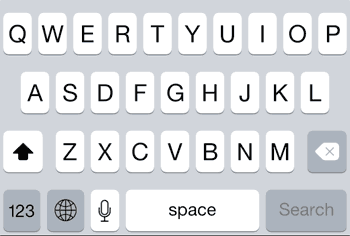 Q W E R T Y U I O P
A S D F G H J K L
Z X C V B N M
123 space Search